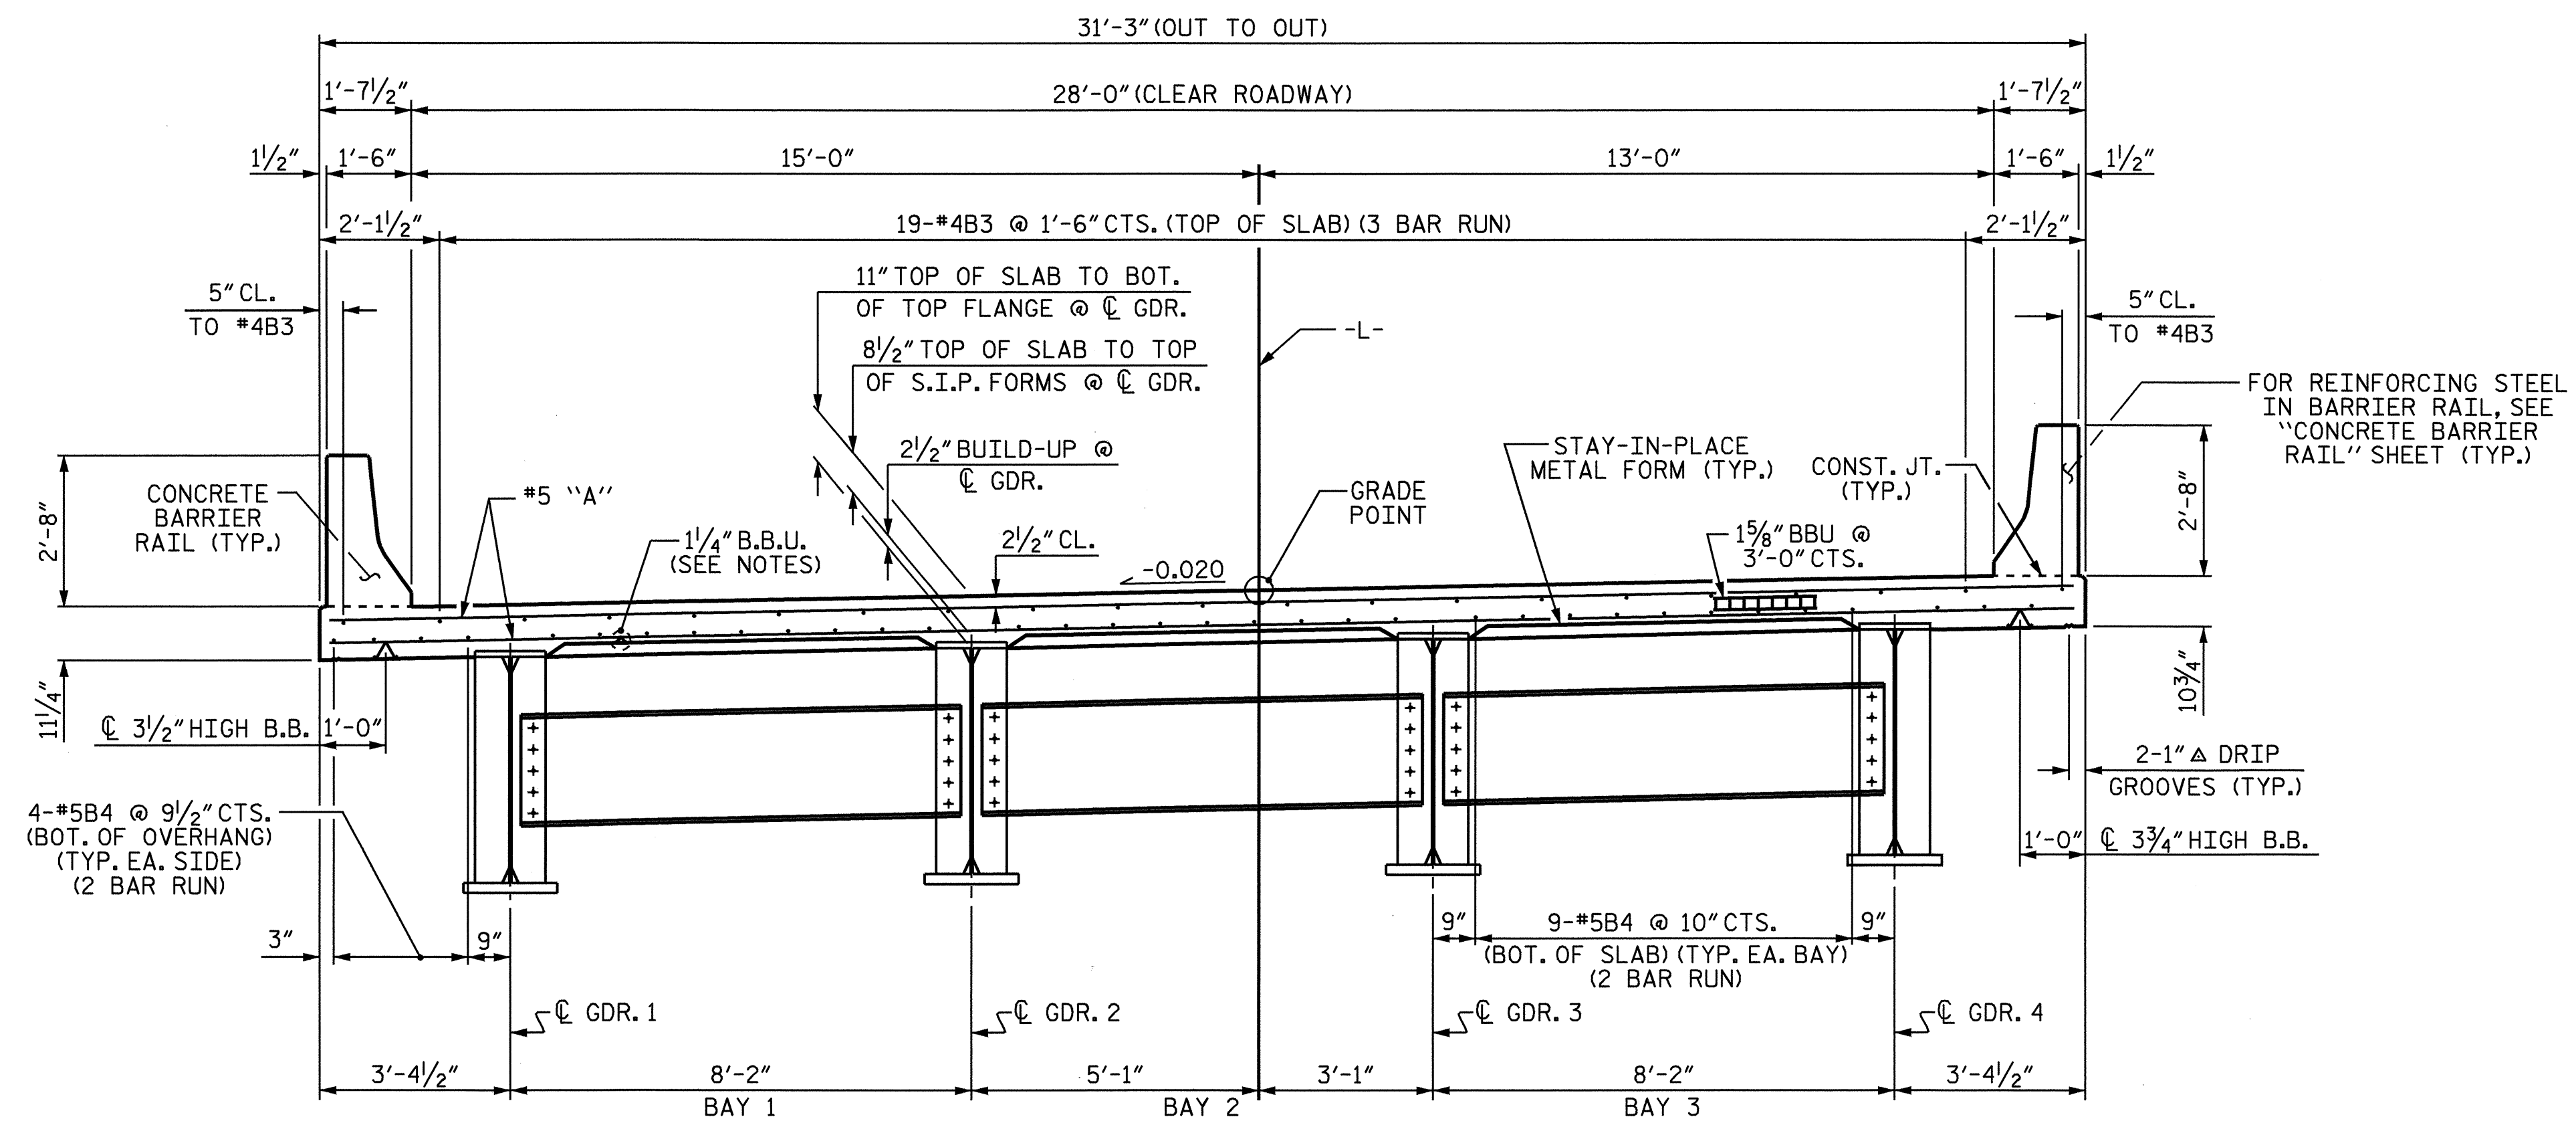 31'-3" (OUT TO OUT)
1'-7½"
28'-0" (CLEAR ROADWAY)
1'-7½"
1½"
1'-6"
15'-0"
13'-0"
1'-6"
1½"
2'-1½"
19-#4B3 @ 1'-6" CTS. (TOP OF SLAB) (3 BAR RUN)
2'-1½"
5" CL.
TO #4B3
11" TOP OF SLAB TO BOT.
OF TOP FLANGE @ ℄ GDR.
8½" TOP OF SLAB TO TOP
OF S.I.P. FORMS @ ℄ GDR.
2½" BUILD-UP @
℄ GDR.
-L-
5" CL.
TO #4B3
FOR REINFORCING STEEL
IN BARRIER RAIL, SEE
"CONCRETE BARRIER
RAIL" SHEET (TYP.)
STAY-IN-PLACE
METAL FORM (TYP.)
CONST. JT.
(TYP.)
GRADE
POINT
2'-8"
CONCRETE
BARRIER
RAIL (TYP.)
#5 "A"
1¼" B.B.U.
(SEE NOTES)
2½" CL.
-0.020
1⅝" BBU @
3'-0" CTS.
2'-8"
11¼"
℄ 3½" HIGH B.B.
1'-0"
10¾"
2-1" △ DRIP
GROOVES (TYP.)
1'-0"
℄ 3¾" HIGH B.B.
4-#5B4 @ 9½" CTS.
(BOT. OF OVERHANG)
(TYP. EA. SIDE)
(2 BAR RUN)
3"
9"
9"
9-#5B4 @ 10" CTS.
(BOT. OF SLAB) (TYP. EA. BAY)
(2 BAR RUN)
9"
℄ GDR. 1
℄ GDR. 2
℄ GDR. 3
℄ GDR. 4
3'-4½"
8'-2"
5'-1"
3'-1"
8'-2"
3'-4½"
BAY 1
BAY 2
BAY 3